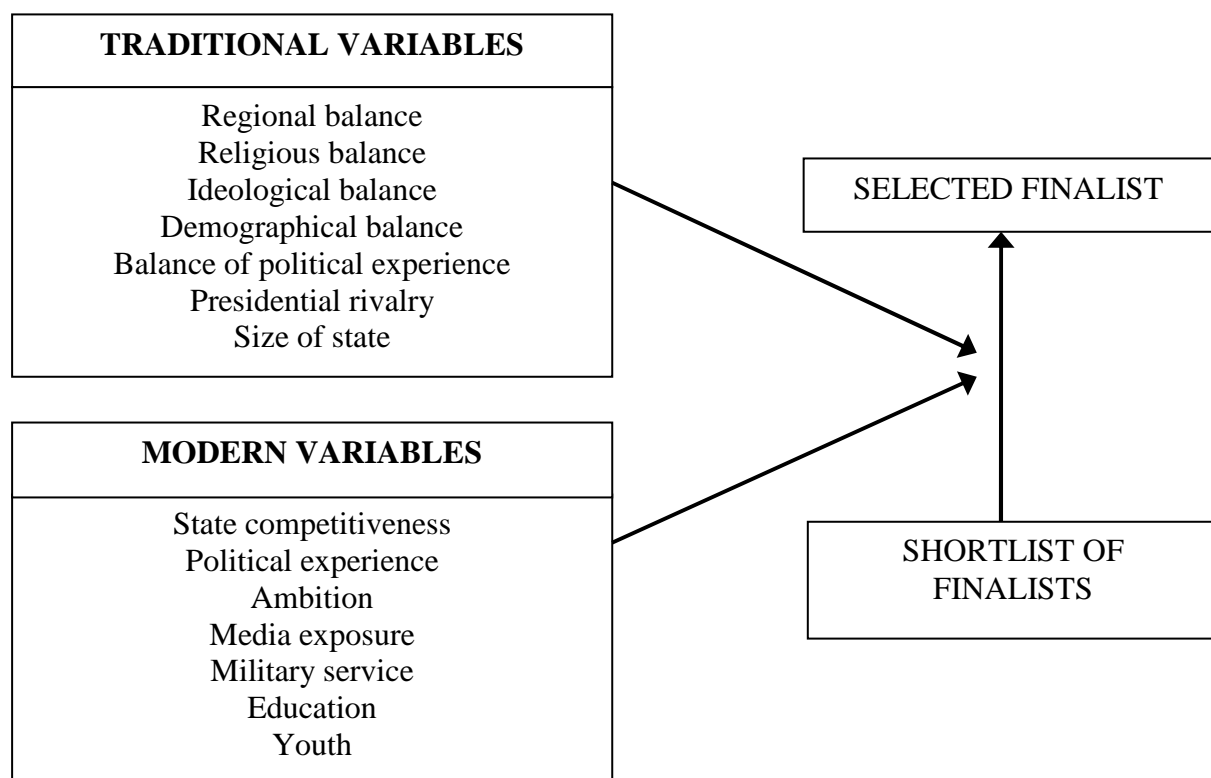 TRADITIONAL VARIABLES
Regional balance
Religious balance
Ideological balance
Demographical balance
Balance of political experience
Presidential rivalry
Size of state
MODERN VARIABLES
State competitiveness
Political experience
Ambition
Media exposure
Military service
Education
Youth
SELECTED FINALIST
SHORTLIST OF
FINALISTS